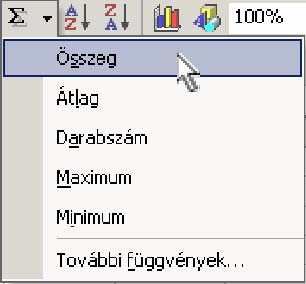 Σ A Z Z A 100%
Összeg
Átlag
Darabszám
Maximum
Minimum
További függvények...